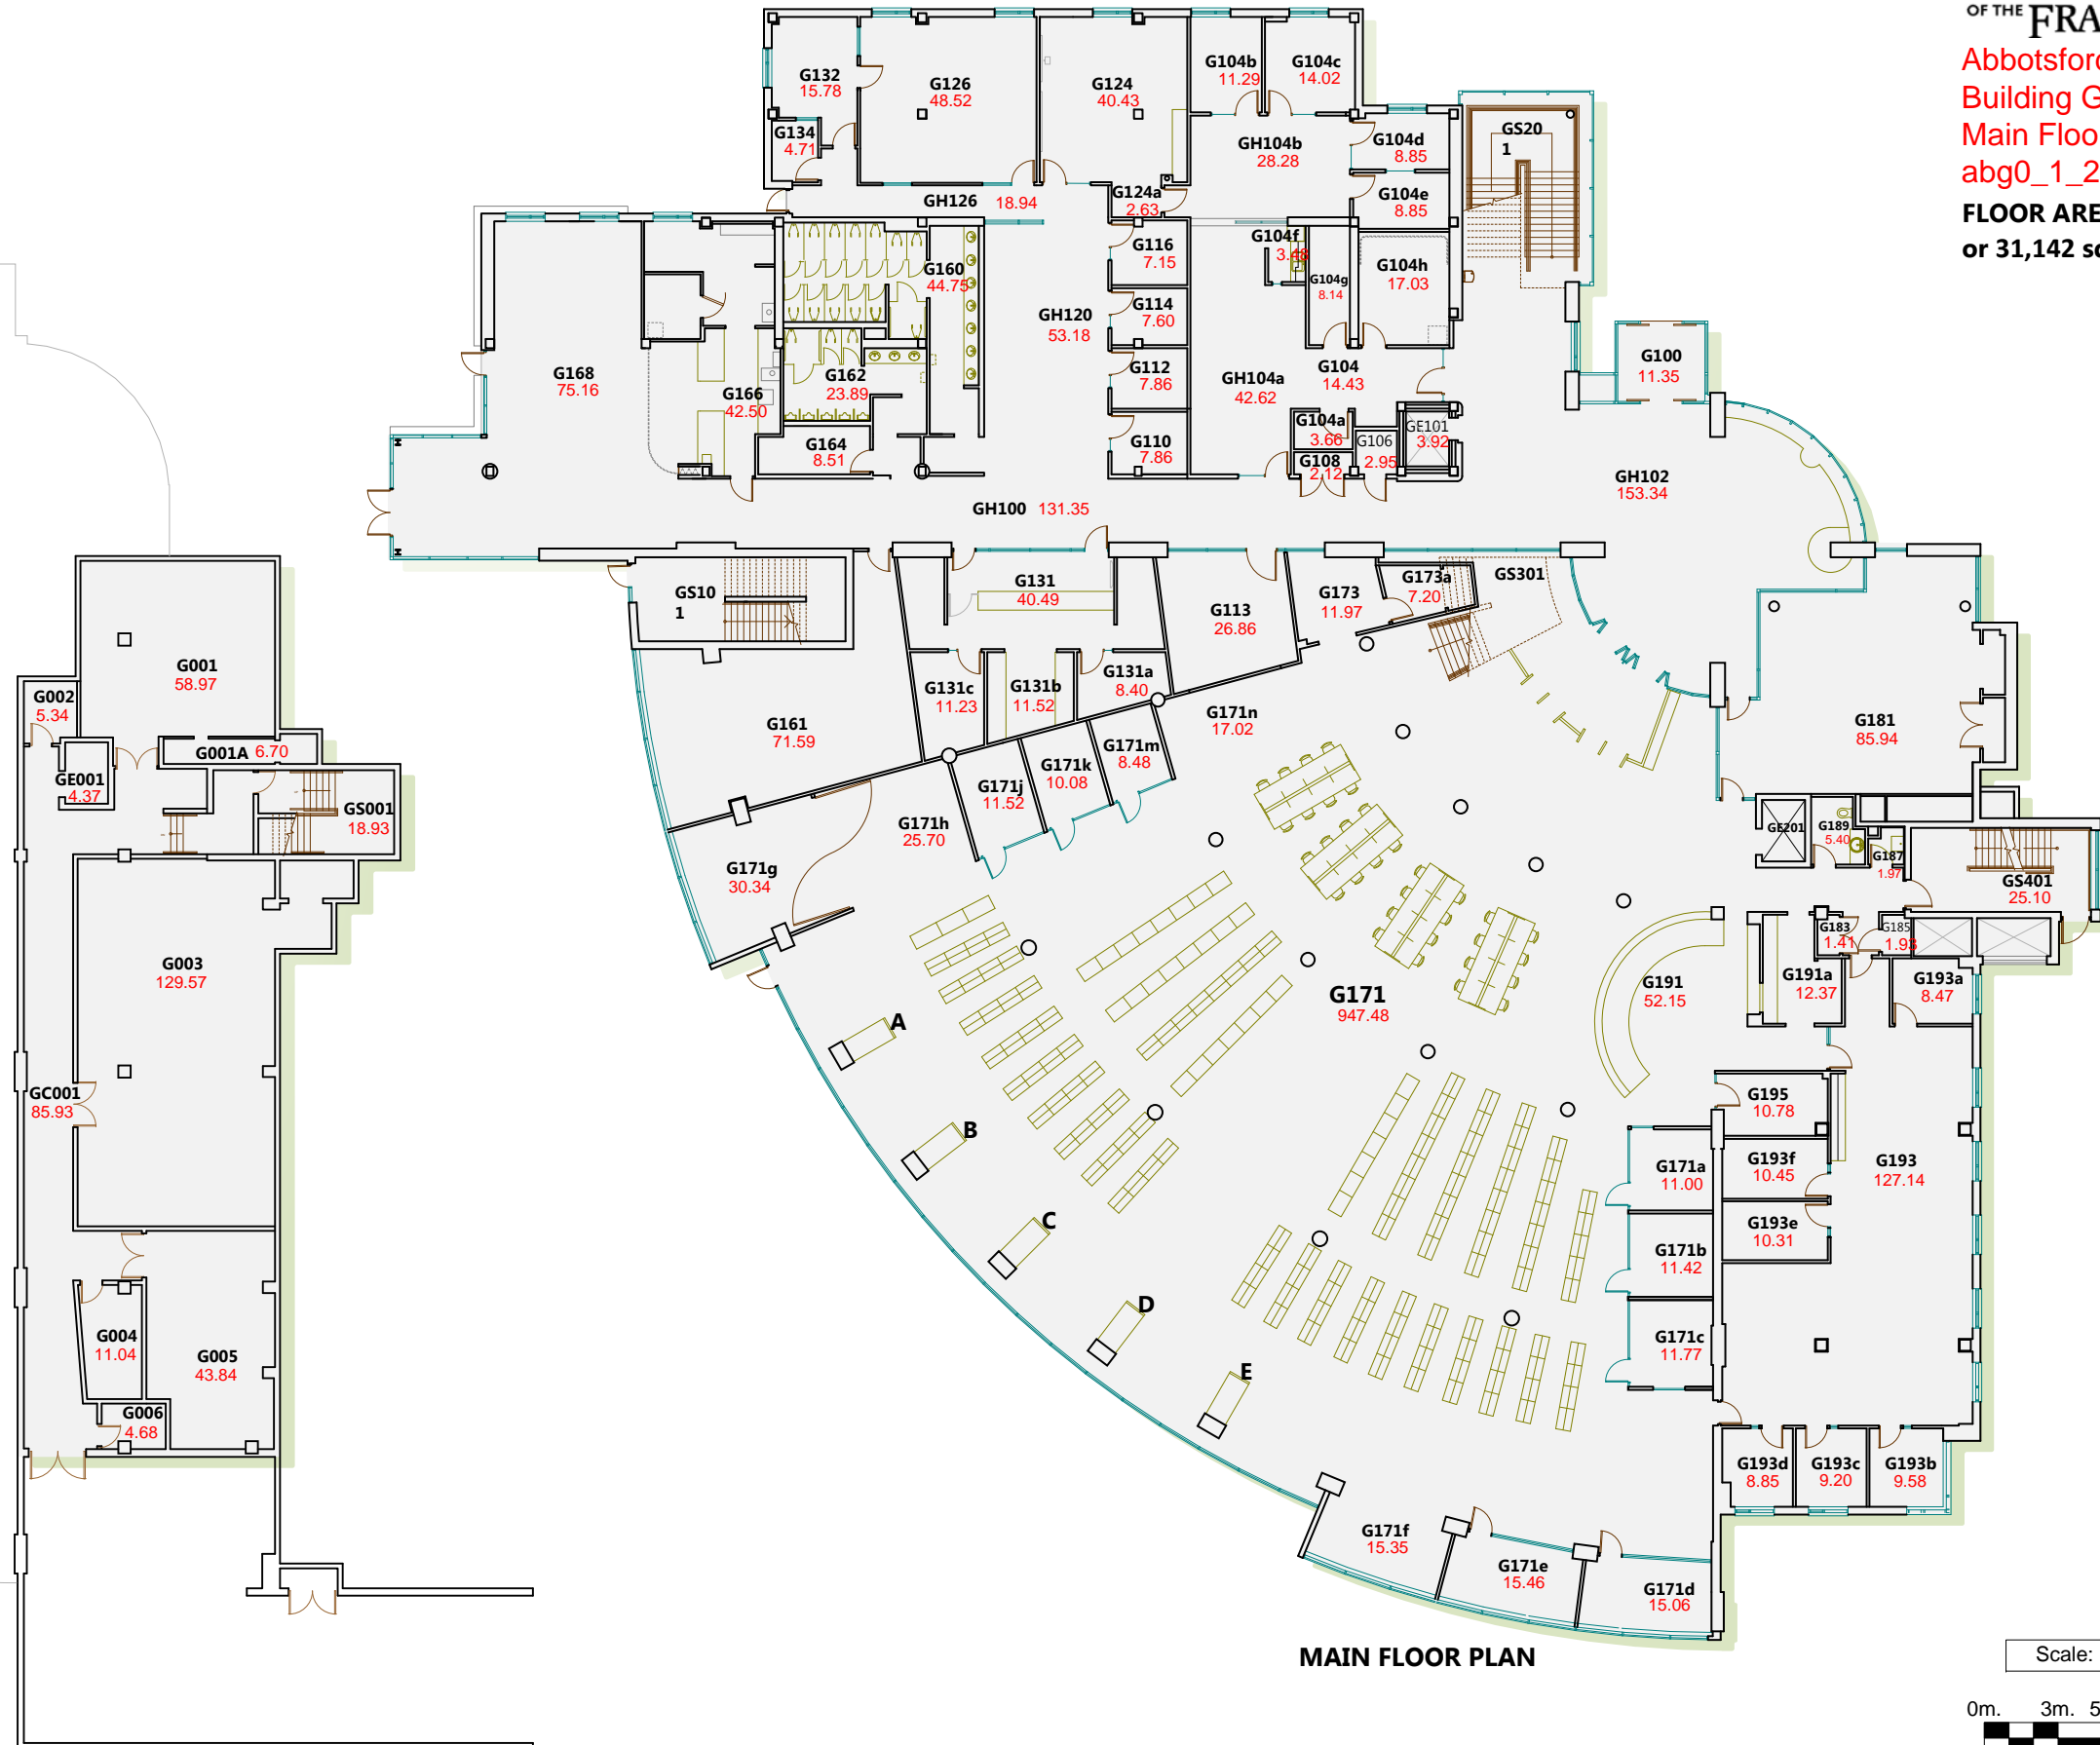 OF THE FRA
Abbotsford
Building G
Main Floo
abg0_1_2
FLOOR ARE
or 31,142 sq
G132
15.78
G126
48.52
G124
40.43
G104b
11.29
G104c
14.02
G134
4.71
GH104b
28.28
G104d
8.85
GS20
1
G124a
2.63
G104e
8.85
GH126 18.94
G116
7.15
G104f
3.48
G104g
8.14
G104h
17.03
G160
44.75
G114
7.60
GH120
53.18
G168
75.16
G166
42.50
G162
23.89
G112
7.86
GH104a
42.62
G104
14.43
G100
11.35
G164
8.51
G110
7.86
G104a
3.66
G106
2.95
GE101
3.92
G108
2.12
GH102
153.34
GH100 131.35
GS10
1
G131
40.49
G113
26.86
G173
11.97
G173a
7.20
GS301
G001
58.97
G002
5.34
G001A 6.70
GE001
4.37
GS001
18.93
G131c
11.23
G131b
11.52
G131a
8.40
G161
71.59
G171n
17.02
G181
85.94
G171m
8.48
G171k
10.08
G171j
11.52
G171h
25.70
G171g
30.34
GE201
G189
5.40
G187
1.97
GS401
25.10
G183
1.41
G185
1.93
G003
129.57
G171
947.48
G191
52.15
G191a
12.37
G193a
8.47
A
B
C
D
E
GC001
85.93
G195
10.78
G171a
11.00
G193f
10.45
G193
127.14
G171b
11.42
G193e
10.31
G171c
11.77
G004
11.04
G005
43.84
G006
4.68
G193d
8.85
G193c
9.20
G193b
9.58
G171f
15.35
G171e
15.46
G171d
15.06
MAIN FLOOR PLAN
Scale:
0m. 3m. 5